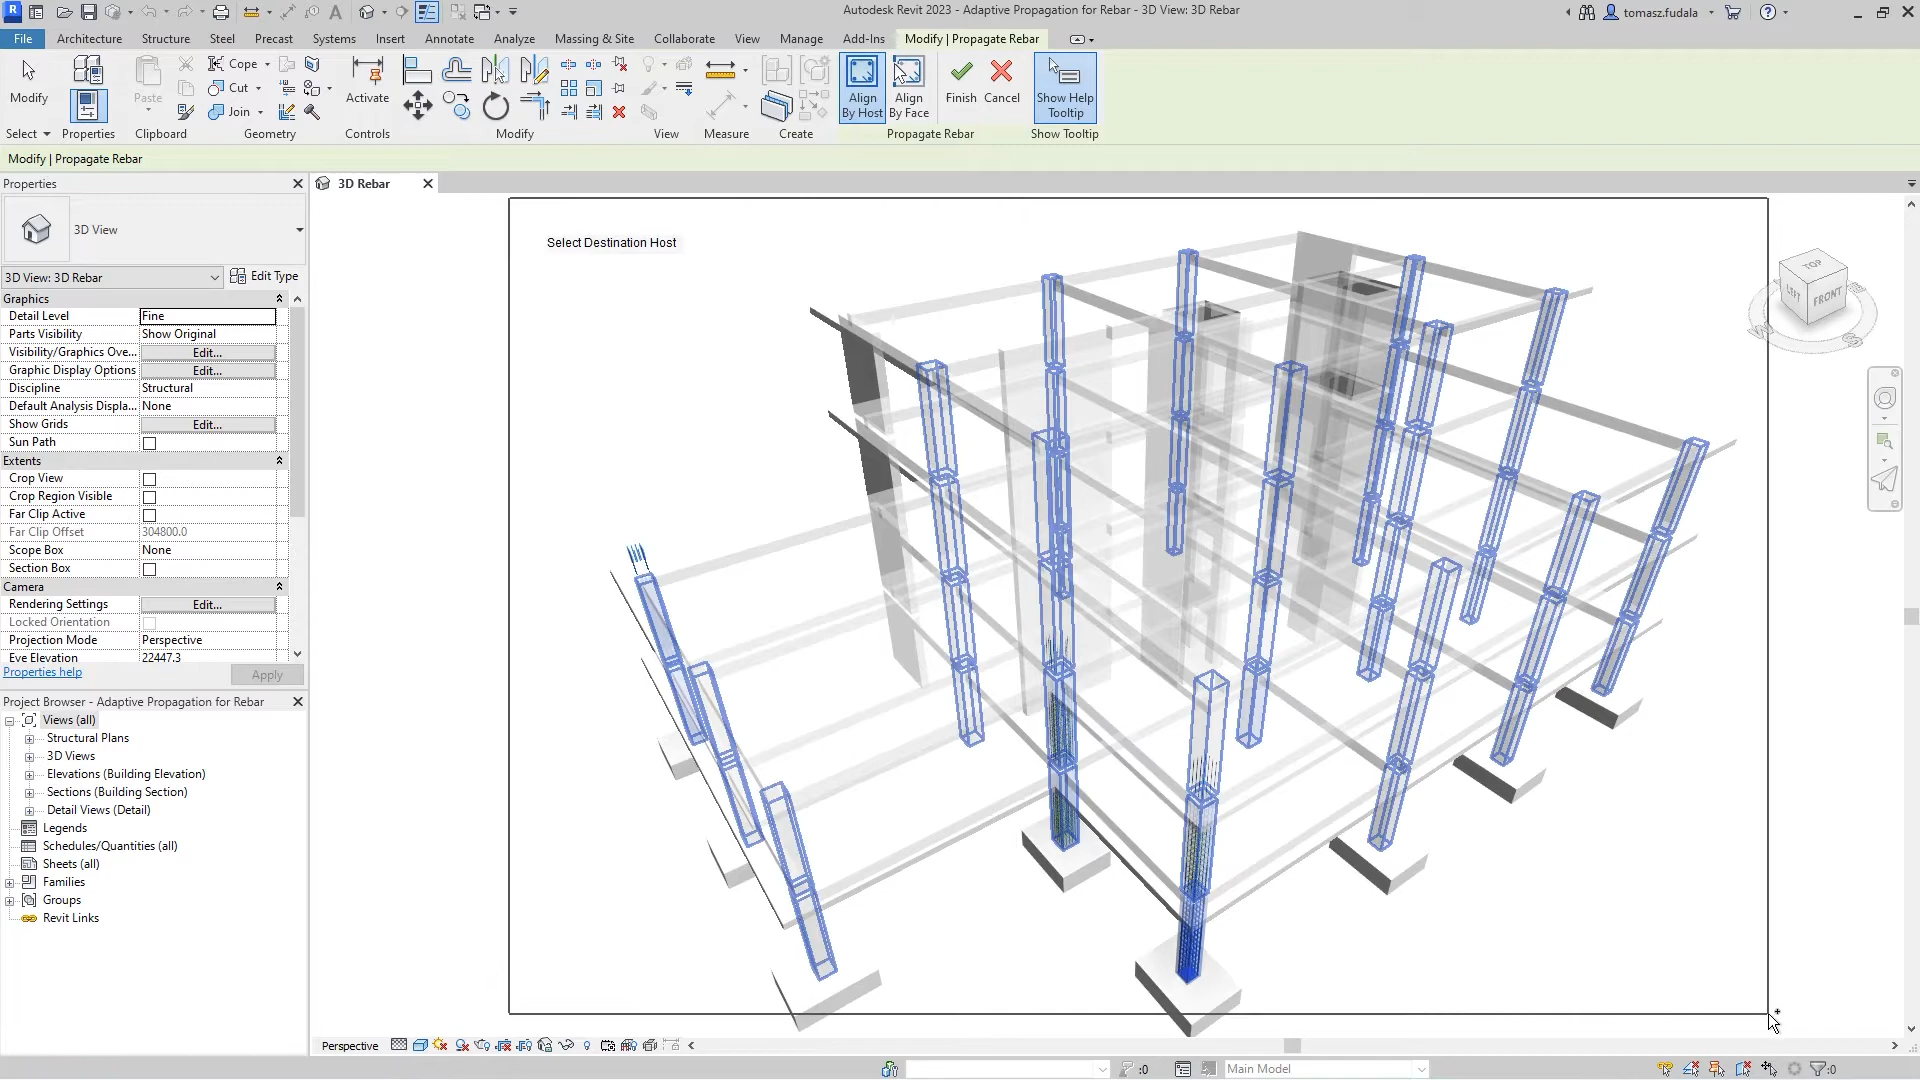 Autodesk Revit 2023 - Adaptive Propagation for Rebar - 3D View: 3D Rebar
tomasz.fudala
File Architecture Structure Steel Precast Systems Insert Annotate Analyze Massing & Site Collaborate View Manage Add-Ins Modify | Propagate Rebar
Modify
Paste
Cope
Cut
Join
Activate
Align By Host
Align By Face
Finish
Cancel
Show Help Tooltip
Select Properties Clipboard Geometry Controls Modify View Measure Create Propagate Rebar Show Tooltip
Modify | Propagate Rebar
Properties
3D Rebar
3D View
3D View: 3D Rebar
Edit Type
Graphics
Detail Level Fine
Parts Visibility Show Original
Visibility/Graphics Ove... Edit...
Graphic Display Options Edit...
Discipline Structural
Default Analysis Displa... None
Show Grids Edit...
Sun Path
Extents
Crop View
Crop Region Visible
Far Clip Active
Far Clip Offset 304800.0
Scope Box None
Section Box
Camera
Rendering Settings Edit...
Locked Orientation
Projection Mode Perspective
Eye Elevation 22447.3
Properties help
Apply
Project Browser - Adaptive Propagation for Rebar
Views (all)
Structural Plans
3D Views
Elevations (Building Elevation)
Sections (Building Section)
Detail Views (Detail)
Legends
Schedules/Quantities (all)
Sheets (all)
Families
Groups
Revit Links
Select Destination Host
TOP
LEFT
FRONT
W
S
Perspective
:0
Main Model
:0